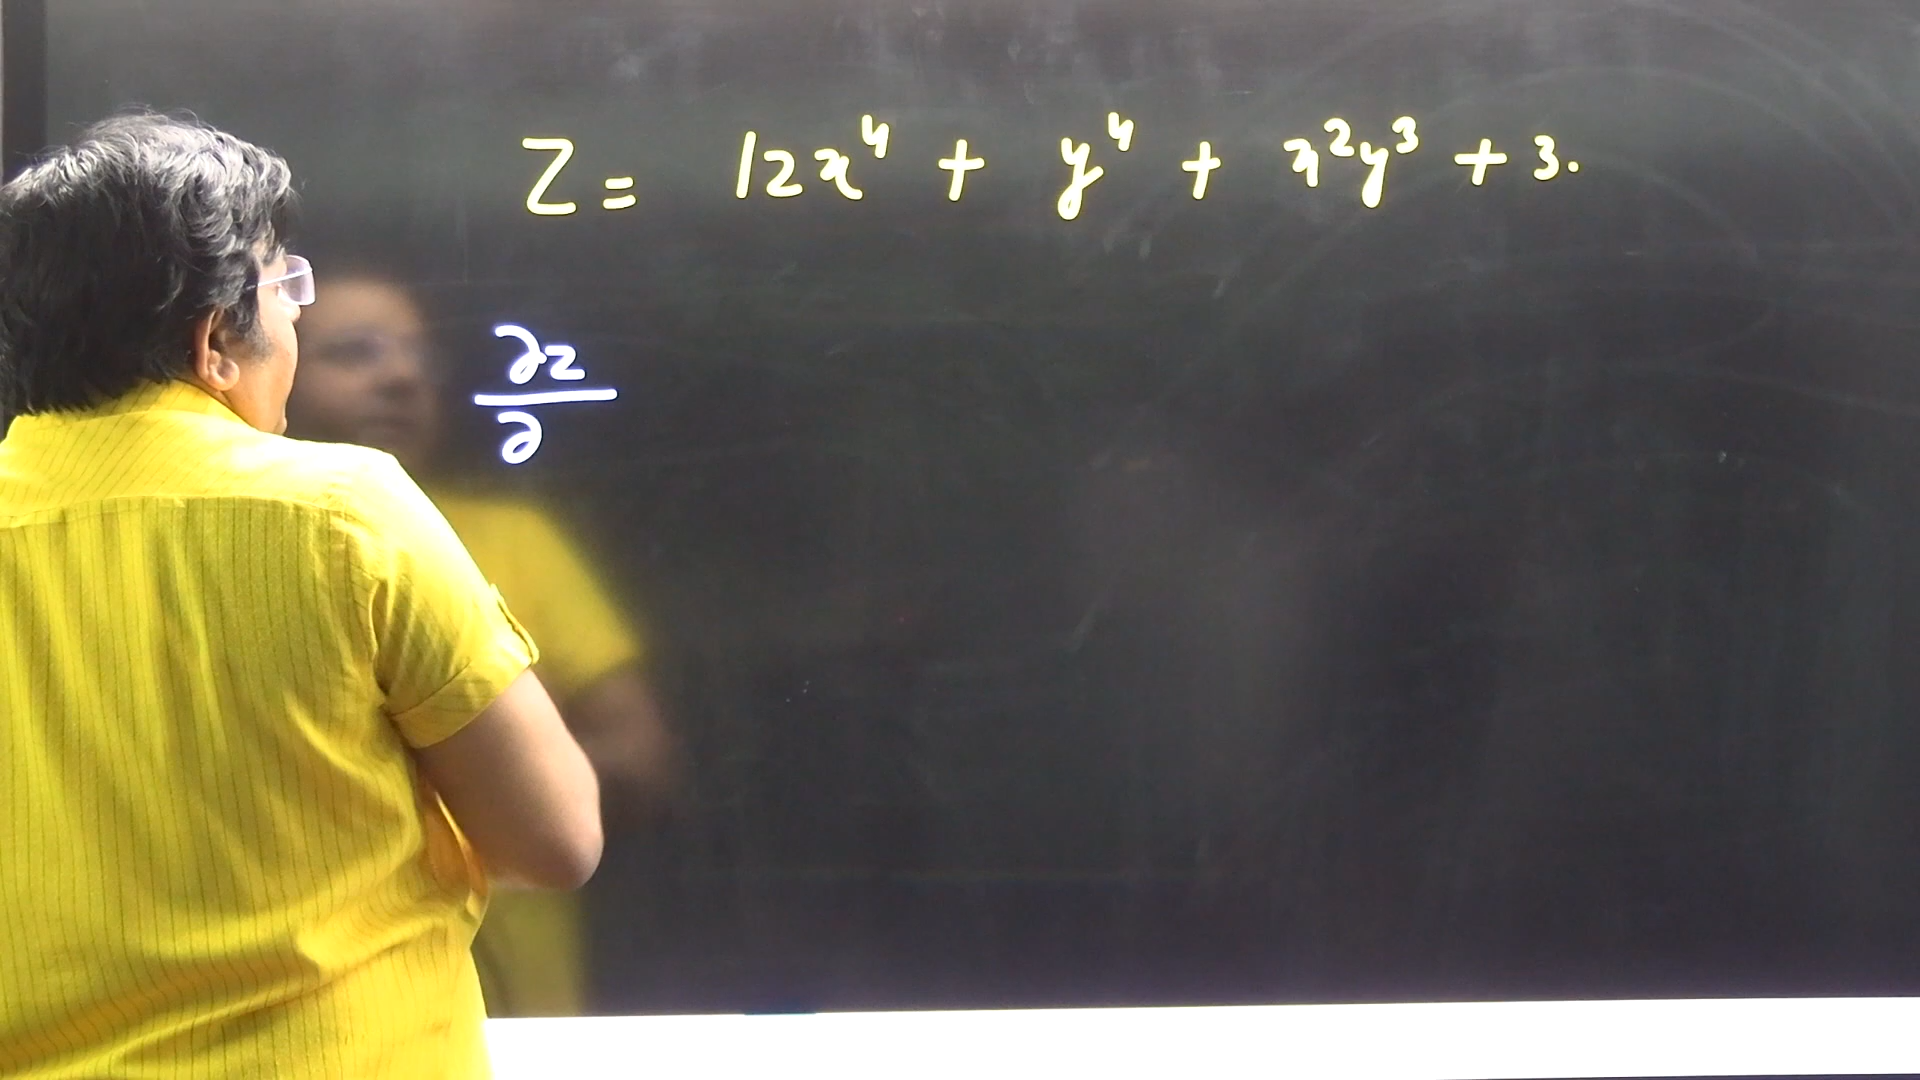 Z = 12x⁴ + y⁴ + x²y³ + 3.
∂z
∂